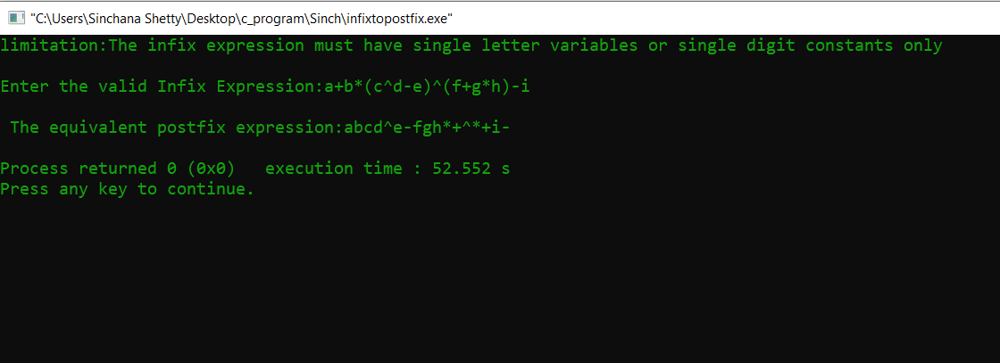 "C:\Users\Sinchana Shetty\Desktop\c_program\Sinch\infixtopostfix.exe"
limitation:The infix expression must have single letter variables or single digit constants only
Enter the valid Infix Expression:a+b*(c^d-e)^(f+g*h)-i
The equivalent postfix expression:abcd^e-fgh*+^*+i-
Process returned 0 (0x0)   execution time : 52.552 s
Press any key to continue.